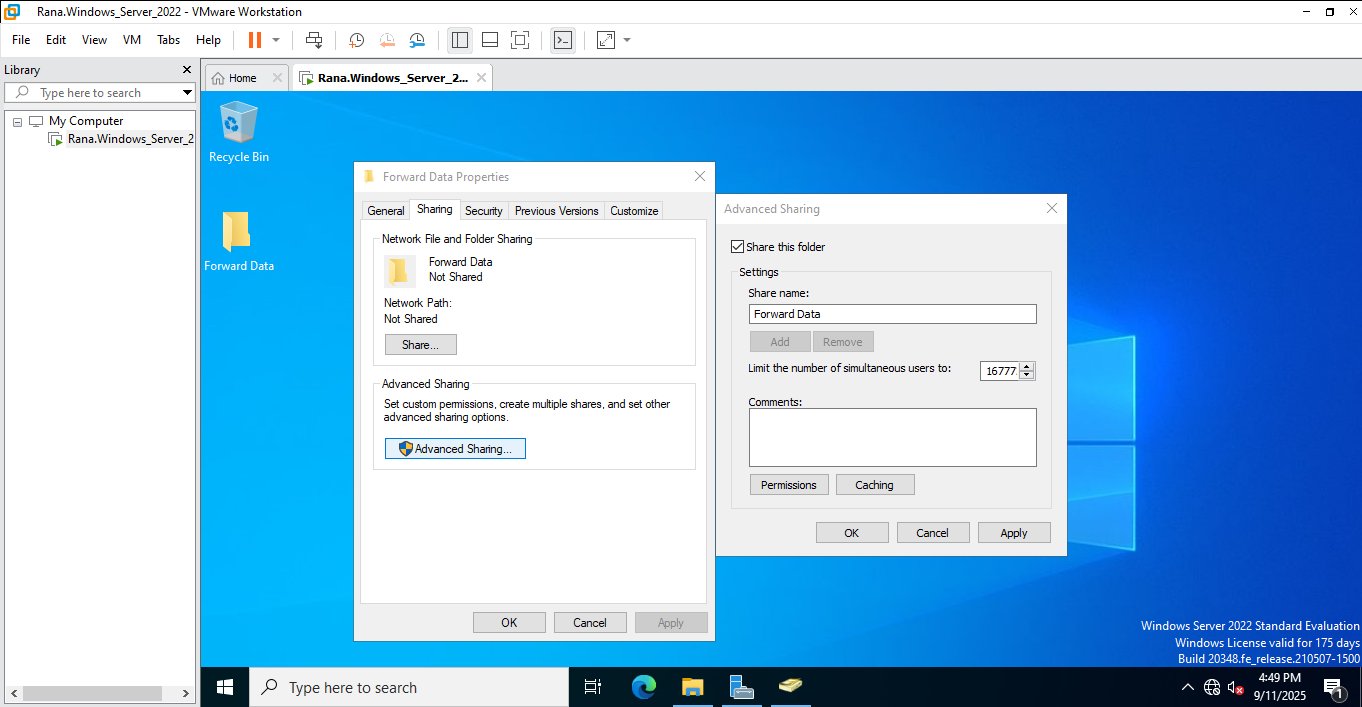 Rana.Windows_Server_2022 - VMware Workstation
File Edit View VM Tabs Help
Library
Type here to search
My Computer
Rana.Windows_Server_2
Home
Rana.Windows_Server_2...
Recycle Bin
Forward Data
Forward Data Properties
General Sharing Security Previous Versions Customize
Network File and Folder Sharing
Forward Data
Not Shared
Network Path:
Not Shared
Share...
Advanced Sharing
Set custom permissions, create multiple shares, and set other
advanced sharing options.
Advanced Sharing...
OK Cancel Apply
Advanced Sharing
Share this folder
Settings
Share name:
Forward Data
Add Remove
Limit the number of simultaneous users to:
16777
Comments:
Permissions Caching
OK Cancel Apply
Windows Server 2022 Standard Evaluation
Windows License valid for 175 days
Build 20348.fe_release.210507-1500
Type here to search
4:49 PM
9/11/2025
1